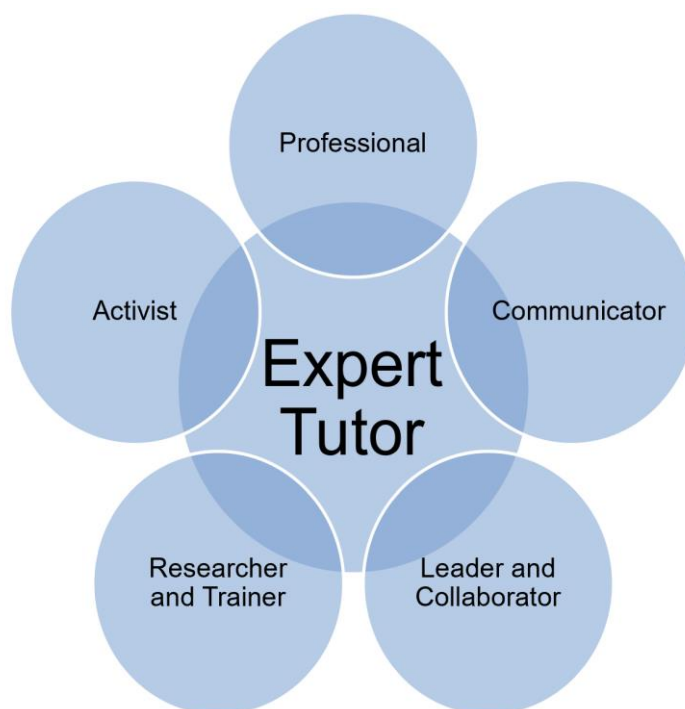 Professional
Activist
Communicator
Expert
Tutor
Researcher
and Trainer
Leader and
Collaborator